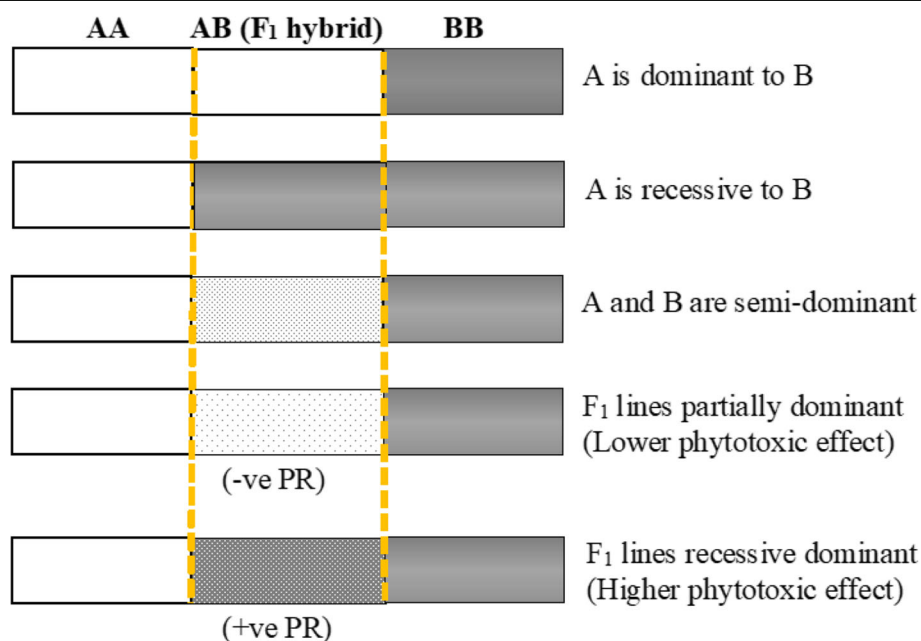 AA AB (F₁ hybrid) BB
A is dominant to B
A is recessive to B
A and B are semi-dominant
F₁ lines partially dominant
(Lower phytotoxic effect)
(-ve PR)
F₁ lines recessive dominant
(Higher phytotoxic effect)
(+ve PR)